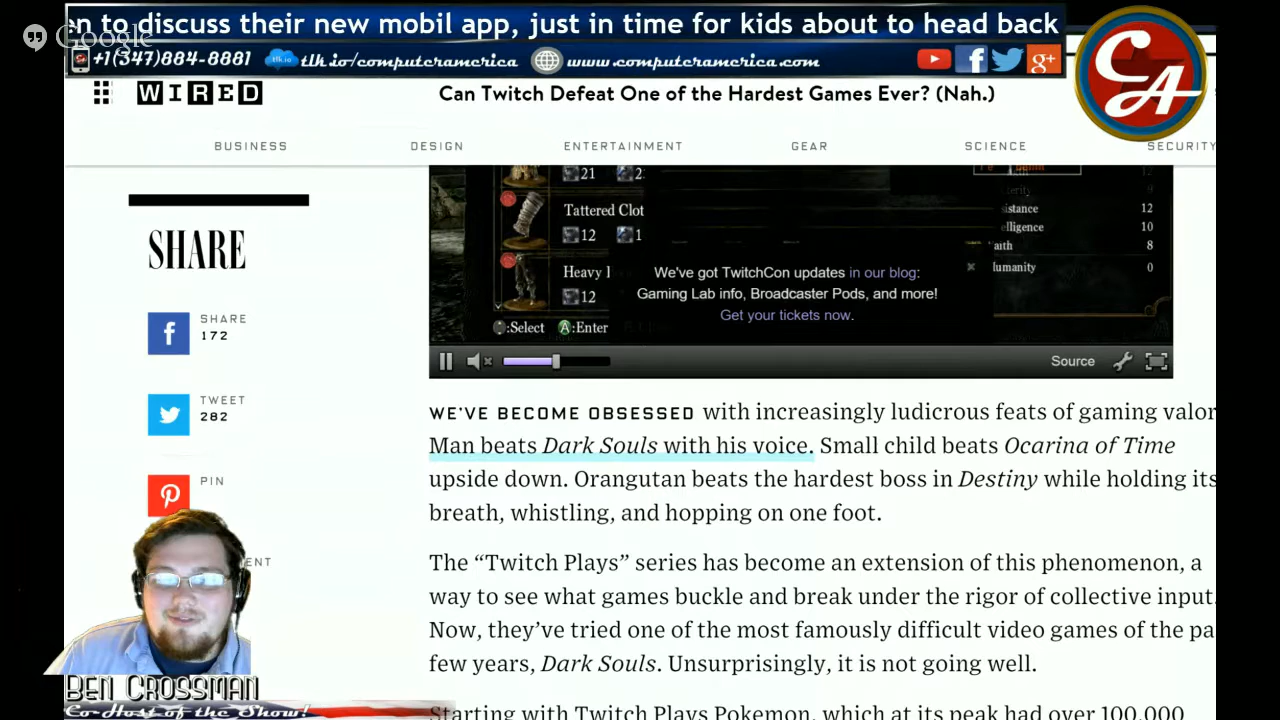 en to discuss their new mobil app, just in time for kids about to head back
Google
+1(347)884-8881 tlk.io/computeramerica www.computeramerica.com
CA
WIRED
Can Twitch Defeat One of the Hardest Games Ever? (Nah.)
BUSINESS DESIGN ENTERTAINMENT GEAR SCIENCE SECURITY
SHARE
SHARE
172
TWEET
282
PIN
ENT
21
Tattered Clot
12
Heavy
12
:Select A:Enter
We've got TwitchCon updates in our blog:
Gaming Lab info, Broadcaster Pods, and more!
Get your tickets now.
sistance 12
elligence 10
aith 8
Humanity 0
Source
WE'VE BECOME OBSESSED with increasingly ludicrous feats of gaming valor
Man beats Dark Souls with his voice. Small child beats Ocarina of Time
upside down. Orangutan beats the hardest boss in Destiny while holding its
breath, whistling, and hopping on one foot.
The “Twitch Plays” series has become an extension of this phenomenon, a
way to see what games buckle and break under the rigor of collective input.
Now, they’ve tried one of the most famously difficult video games of the pa
few years, Dark Souls. Unsurprisingly, it is not going well.
Starting with Twitch Plays Pokemon, which at its peak had over 100,000
BEN CROSSMAN
Co-Host of the Show!